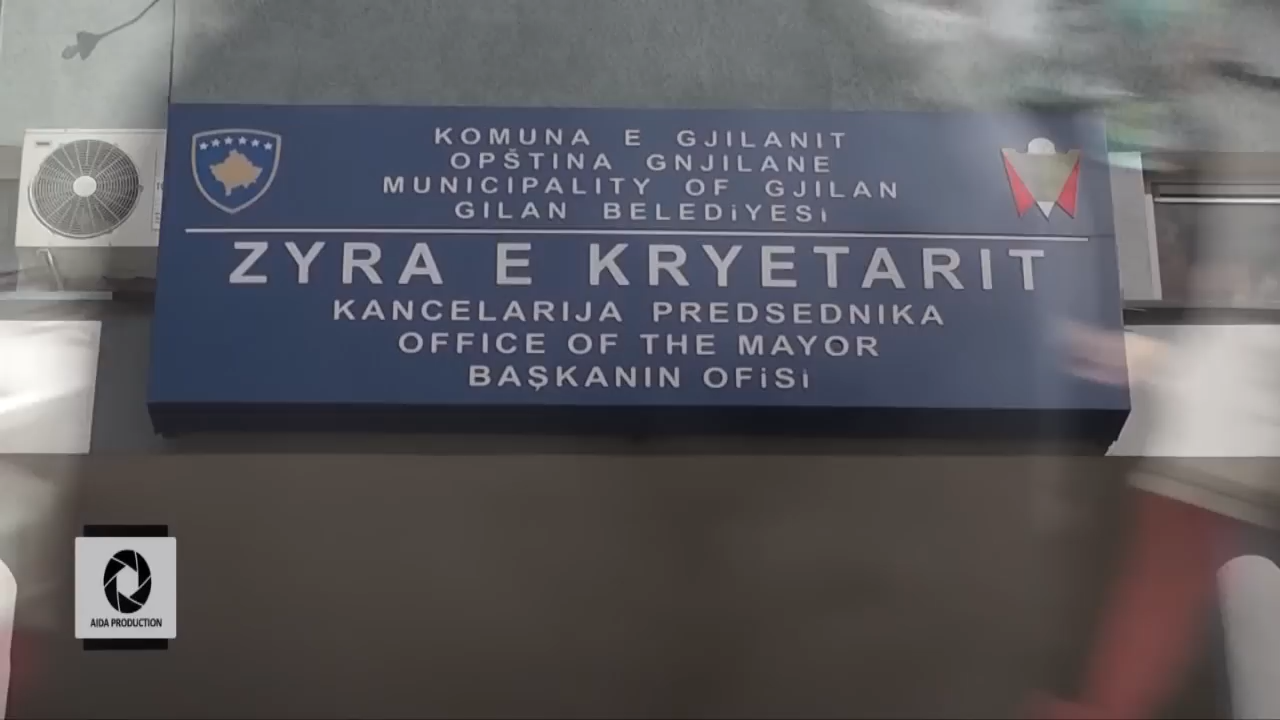 KOMUNA E GJILANIT
OPŠTINA GNJILANE
MUNICIPALITY OF GJILAN
GILAN BELEDiYESi
ZYRA E KRYETARIT
KANCELARIJA PREDSEDNIKA
OFFICE OF THE MAYOR
BAŞKANIN OFiSi
AIDA PRODUCTION